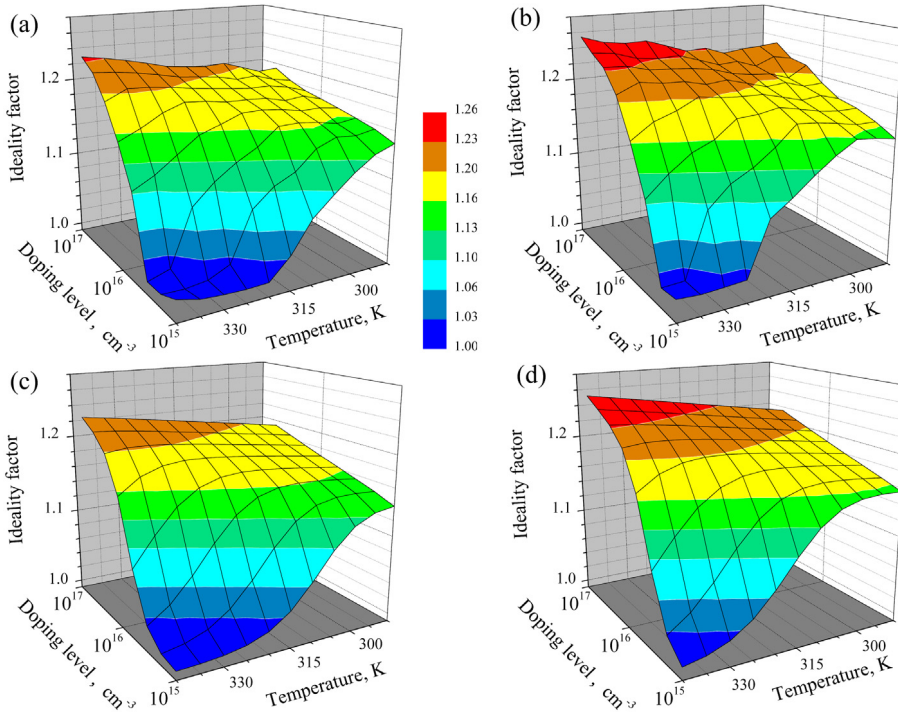 (a)
Ideality factor
1.2
1.1
1.0
10^17
10^16
10^15
Doping level , cm^-3
330
315
300
Temperature, K
1.26
1.23
1.20
1.16
1.13
1.10
1.06
1.03
1.00
(b)
Ideality factor
1.2
1.1
1.0
10^17
10^16
10^15
Doping level , cm^-3
330
315
300
Temperature, K
(c)
Ideality factor
1.2
1.1
1.0
10^17
10^16
10^15
Doping level , cm^-3
330
315
300
Temperature, K
(d)
Ideality factor
1.2
1.1
1.0
10^17
10^16
10^15
Doping level , cm^-3
330
315
300
Temperature, K